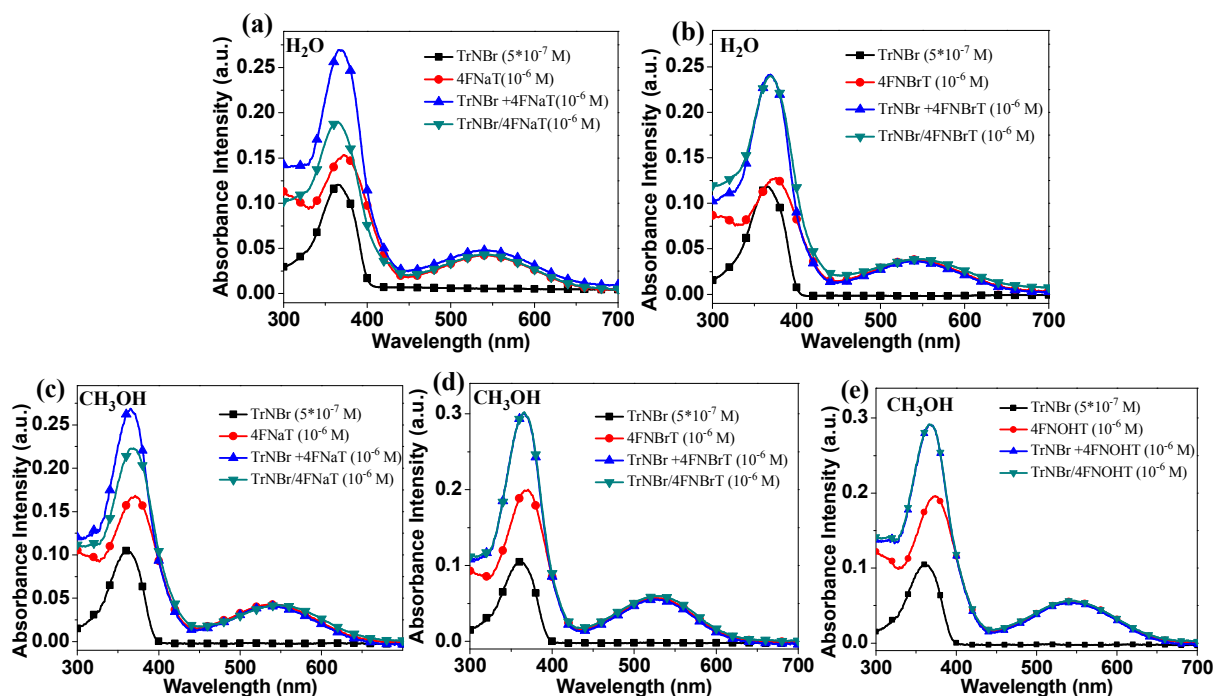 (a)
H₂O
TrNBr (5*10⁻⁷ M)
4FNaT(10⁻⁶ M)
TrNBr +4FNaT(10⁻⁶ M)
TrNBr/4FNaT(10⁻⁶ M)
Absorbance Intensity (a.u.)
0.25
0.20
0.15
0.10
0.05
0.00
300 400 500 600 700
Wavelength (nm)
(b)
H₂O
TrNBr (5*10⁻⁷ M)
4FNBrT (10⁻⁶ M)
TrNBr +4FNBrT (10⁻⁶ M)
TrNBr/4FNBrT (10⁻⁶ M)
Absorbance Intensity (a.u.)
0.25
0.20
0.15
0.10
0.05
0.00
300 400 500 600 700
Wavelength (nm)
(c)
CH₃OH
TrNBr (5*10⁻⁷ M)
4FNaT (10⁻⁶ M)
TrNBr +4FNaT (10⁻⁶ M)
TrNBr/4FNaT (10⁻⁶ M)
Absorbance Intensity (a.u.)
0.25
0.20
0.15
0.10
0.05
0.00
300 400 500 600
Wavelength (nm)
(d)
CH₃OH
TrNBr (5*10⁻⁷ M)
4FNBrT (10⁻⁶ M)
TrNBr +4FNBrT (10⁻⁶ M)
TrNBr/4FNBrT (10⁻⁶ M)
Absorbance Intensity (a.u.)
0.3
0.2
0.1
0.0
300 400 500 600 700
Wavelength (nm)
(e)
CH₃OH
TrNBr (5*10⁻⁷ M)
4FNOHT (10⁻⁶ M)
TrNBr +4FNOHT (10⁻⁶ M)
TrNBr/4FNOHT (10⁻⁶ M)
Absorbance Intensity (a.u.)
0.3
0.2
0.1
0.0
300 400 500 600 700
Wavelength (nm)